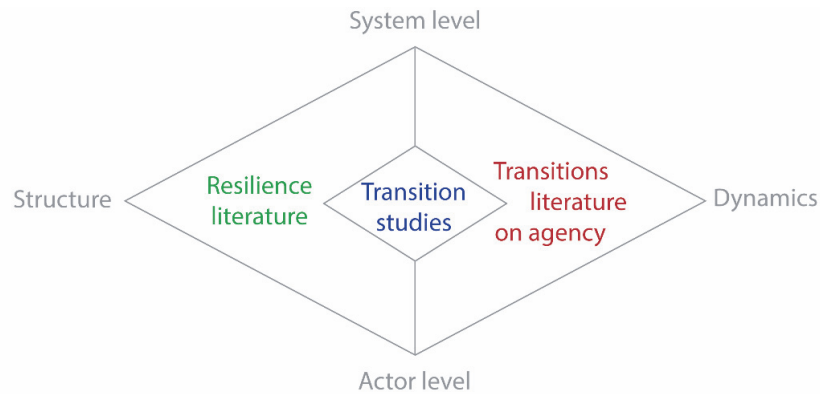 System level
Structure
Resilience
literature
Transition
studies
Transitions
literature
on agency
Dynamics
Actor level